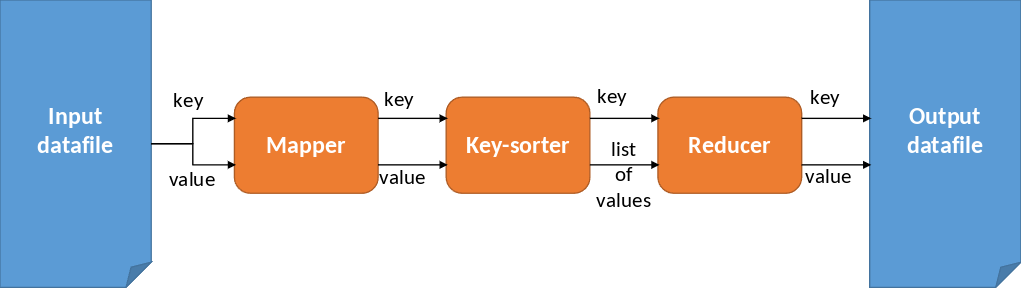 Input
datafile
key
value
Mapper
key
value
Key-sorter
key
list
of
values
Reducer
key
value
Output
datafile